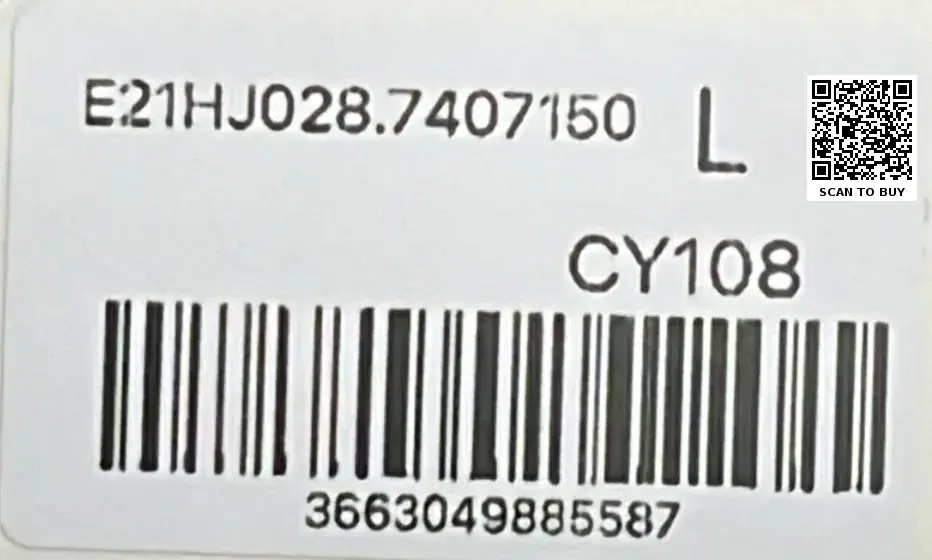 E21HJ028.7407150 L
SCAN TO BUY
CY108
3663049885587